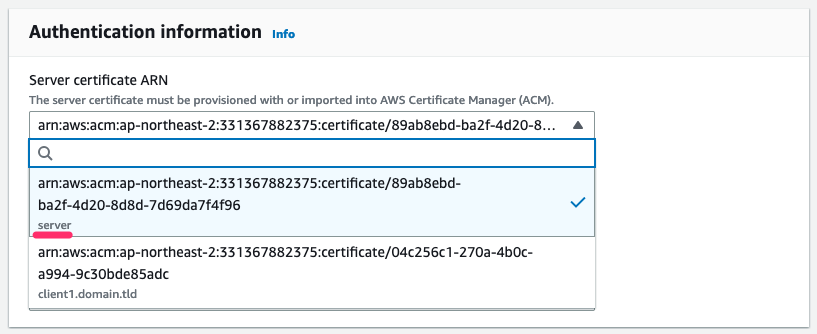 Authentication information Info
Server certificate ARN
The server certificate must be provisioned with or imported into AWS Certificate Manager (ACM).
arn:aws:acm:ap-northeast-2:331367882375:certificate/89ab8ebd-ba2f-4d20-8...
arn:aws:acm:ap-northeast-2:331367882375:certificate/89ab8ebd-
ba2f-4d20-8d8d-7d69da7f4f96
server
arn:aws:acm:ap-northeast-2:331367882375:certificate/04c256c1-270a-4b0c-
a994-9c30bde85adc
client1.domain.tld